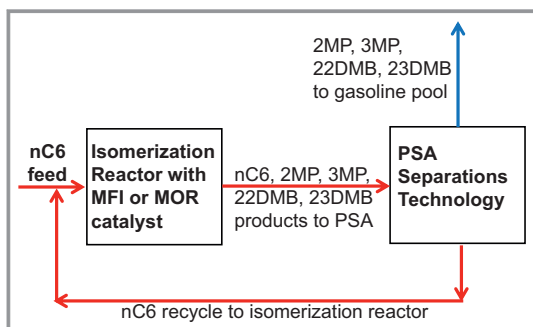 2MP, 3MP,
22DMB, 23DMB
to gasoline pool
nC6
feed
Isomerization
Reactor with
MFI or MOR
catalyst
nC6, 2MP, 3MP,
22DMB, 23DMB
products to PSA
PSA
Separations
Technology
nC6 recycle to isomerization reactor